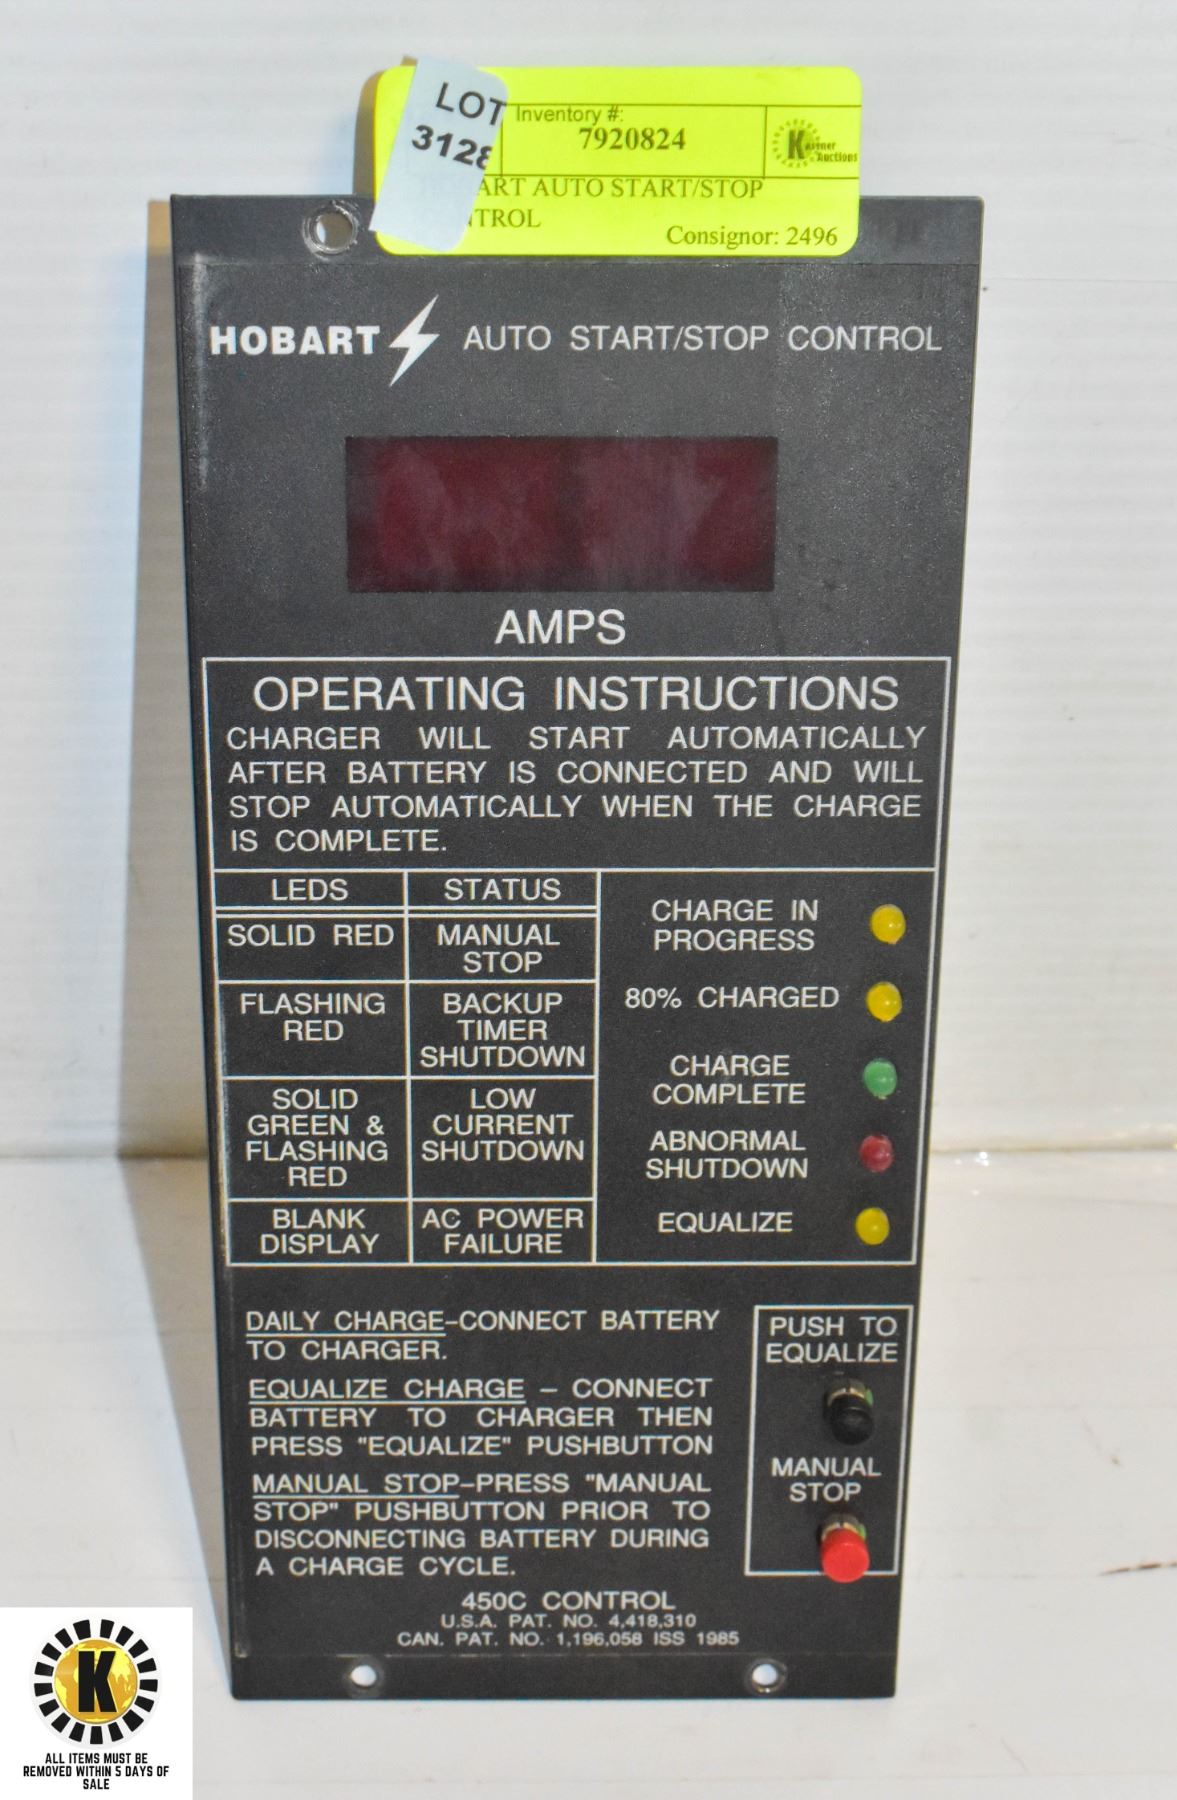 LOT
3128
Inventory #:
7920824
Kastner
Auctions
HOBART AUTO START/STOP
CONTROL
Consignor: 2496
HOBART AUTO START/STOP CONTROL
AMPS
OPERATING INSTRUCTIONS
CHARGER WILL START AUTOMATICALLY
AFTER BATTERY IS CONNECTED AND WILL
STOP AUTOMATICALLY WHEN THE CHARGE
IS COMPLETE.
LEDS STATUS
SOLID RED
MANUAL
STOP
FLASHING
RED
BACKUP
TIMER
SHUTDOWN
SOLID
GREEN &
FLASHING
RED
LOW
CURRENT
SHUTDOWN
BLANK
DISPLAY
AC POWER
FAILURE
CHARGE IN
PROGRESS
80% CHARGED
CHARGE
COMPLETE
ABNORMAL
SHUTDOWN
EQUALIZE
DAILY CHARGE-CONNECT BATTERY
TO CHARGER.
EQUALIZE CHARGE - CONNECT
BATTERY TO CHARGER THEN
PRESS "EQUALIZE" PUSHBUTTON
MANUAL STOP-PRESS "MANUAL
STOP" PUSHBUTTON PRIOR TO
DISCONNECTING BATTERY DURING
A CHARGE CYCLE.
PUSH TO
EQUALIZE
MANUAL
STOP
450C CONTROL
U.S.A. PAT. NO. 4,418,310
CAN. PAT. NO. 1,196,058 ISS 1985
K
ALL ITEMS MUST BE
REMOVED WITHIN 5 DAYS OF
SALE